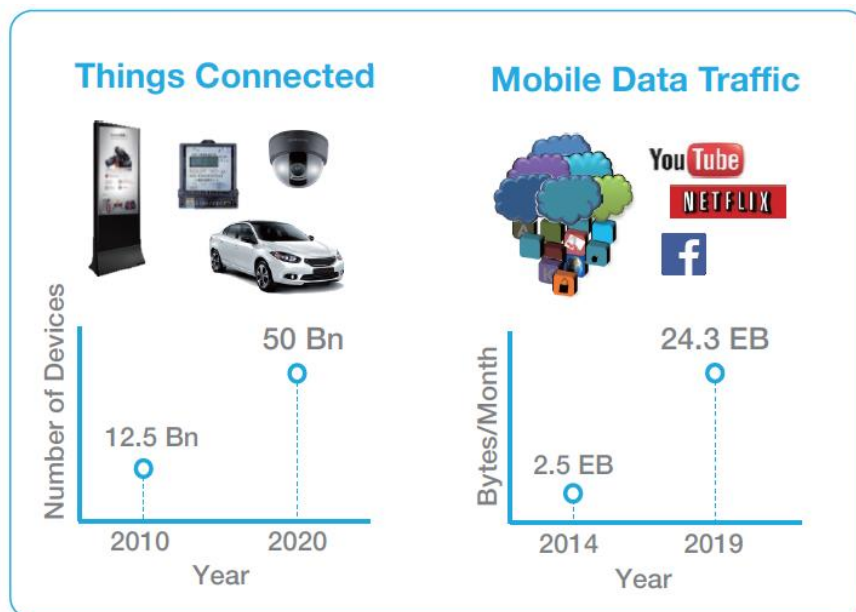 Things Connected
Number of Devices
12.5 Bn
50 Bn
2010
2020
Year
Mobile Data Traffic
YouTube
NETFLIX
f
Bytes/Month
2.5 EB
24.3 EB
2014
2019
Year